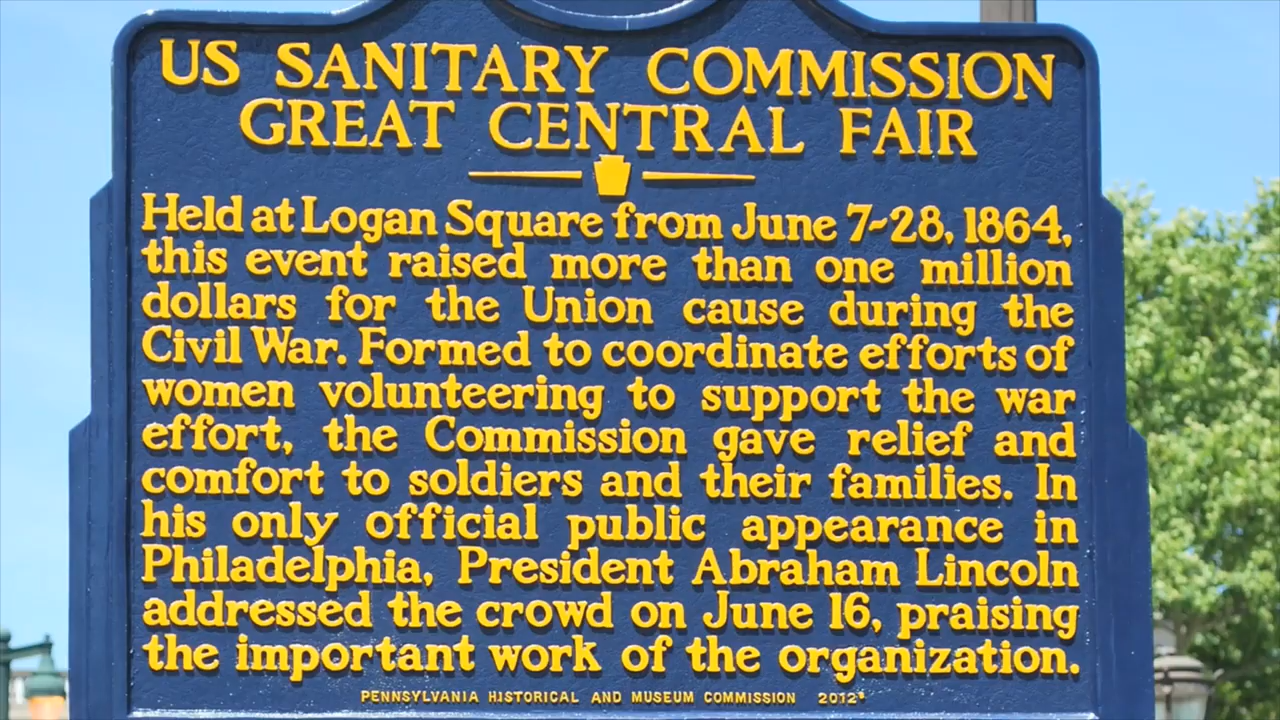 US SANITARY COMMISSION
GREAT CENTRAL FAIR
Held at Logan Square from June 7-28, 1864,
this event raised more than one million
dollars for the Union cause during the
Civil War. Formed to coordinate efforts of
women volunteering to support the war
effort, the Commission gave relief and
comfort to soldiers and their families. In
his only official public appearance in
Philadelphia, President Abraham Lincoln
addressed the crowd on June 16, praising
the important work of the organization.
PENNSYLVANIA HISTORICAL AND MUSEUM COMMISSION 2012*